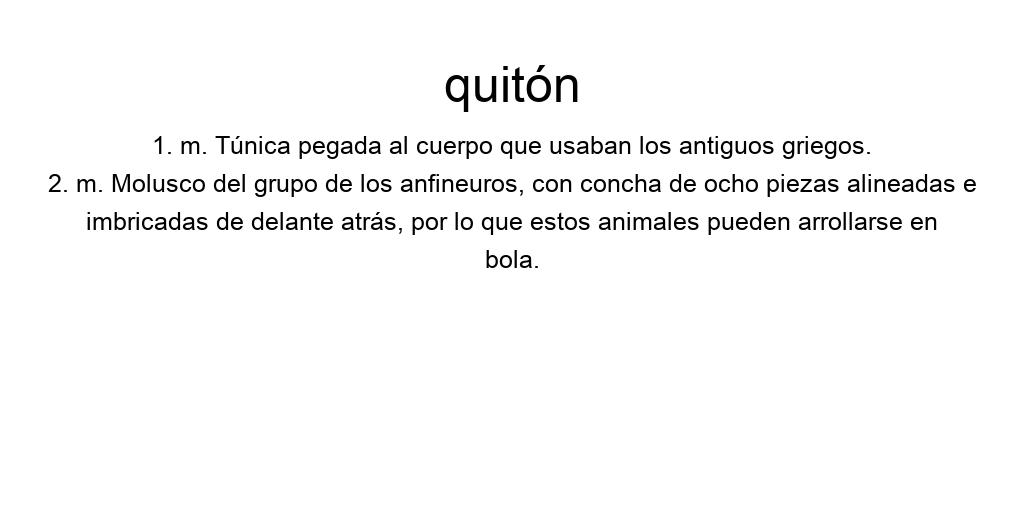 quitón
1. m. Túnica pegada al cuerpo que usaban los antiguos griegos.
2. m. Molusco del grupo de los anfineuros, con concha de ocho piezas alineadas e
imbricadas de delante atrás, por lo que estos animales pueden arrollarse en
bola.